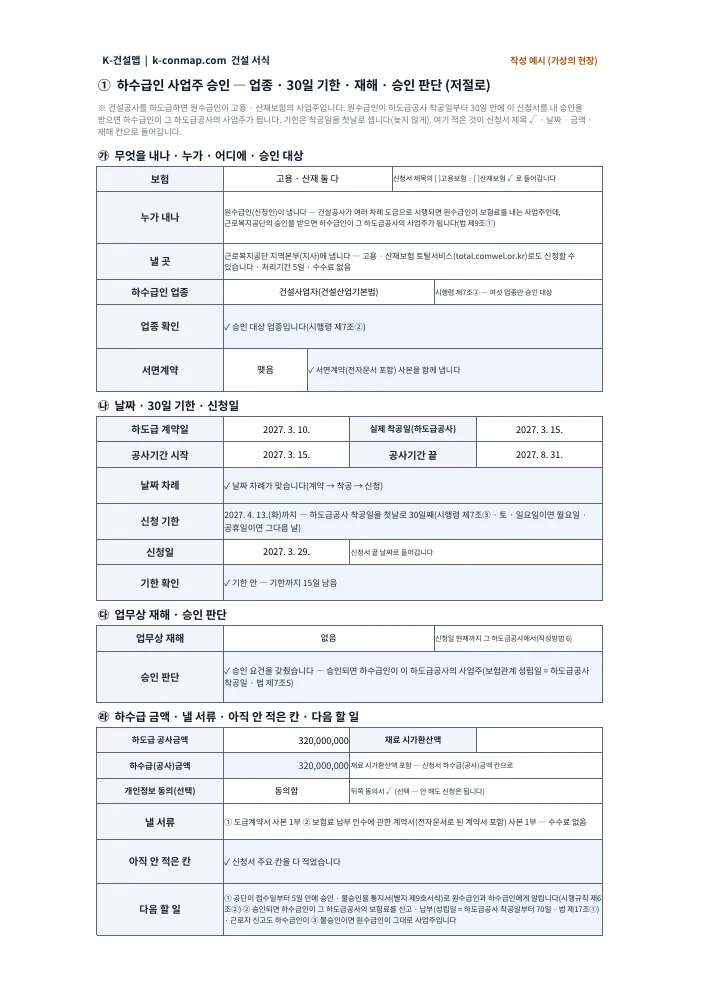 K-건설맵 | k-conmap.com 건설 서식
작성 예시 (가상의 현장)
① 하수급인 사업주 승인 — 업종 · 30일 기한 · 재해 · 승인 판단 (저절로)
※ 건설공사를 하도급하면 원수급인이 고용 · 산재보험의 사업주입니다. 원수급인이 하도급공사 착공일부터 30일 안에 이 신청서를 내 승인을
받으면 하수급인이 그 하도급공사의 사업주가 됩니다. 기한은 착공일을 첫날로 셉니다(늦지 않게). 여기 적은 것이 신청서 제목 ✓ · 날짜 · 금액 ·
재해 칸으로 들어갑니다.
㉮ 무엇을 내나 · 누가 · 어디에 · 승인 대상
보험 고용 · 산재 둘 다 신청서 제목의 [ ]고용보험 · [ ]산재보험 ✓ 로 들어갑니다
누가 내나
원수급인(신청인)이 냅니다 — 건설공사가 여러 차례 도급으로 시행되면 원수급인이 보험료를 내는 사업주인데,
근로복지공단의 승인을 받으면 하수급인이 그 하도급공사의 사업주가 됩니다(법 제9조①)
낼 곳
근로복지공단 지역본부(지사)에 냅니다 — 고용 · 산재보험 토탈서비스(total.comwel.or.kr)로도 신청할 수
있습니다 · 처리기간 5일 · 수수료 없음
하수급인 업종 건설사업자(건설산업기본법) 시행령 제7조② — 여섯 업종만 승인 대상
업종 확인 ✓ 승인 대상 업종입니다(시행령 제7조②)
서면계약 맺음 ✓ 서면계약(전자문서 포함) 사본을 함께 냅니다
㉯ 날짜 · 30일 기한 · 신청일
하도급 계약일 2027. 3. 10. 실제 착공일(하도급공사) 2027. 3. 15.
공사기간 시작 2027. 3. 15. 공사기간 끝 2027. 8. 31.
날짜 차례 ✓ 날짜 차례가 맞습니다(계약 → 착공 → 신청)
신청 기한
2027. 4. 13.(화)까지 — 하도급공사 착공일을 첫날로 30일째(시행령 제7조③ · 토 · 일요일이면 월요일 ·
공휴일이면 그다음 날)
신청일 2027. 3. 29. 신청서 끝 날짜로 들어갑니다
기한 확인 ✓ 기한 안 — 기한까지 15일 남음
㉰ 업무상 재해 · 승인 판단
업무상 재해 없음 신청일 현재까지 그 하도급공사에서(작성방법 6)
승인 판단
✓ 승인 요건을 갖췄습니다 — 승인되면 하수급인이 이 하도급공사의 사업주(보험관계 성립일 = 하도급공사
착공일 · 법 제7조5)
㉱ 하수급 금액 · 낼 서류 · 아직 안 적은 칸 · 다음 할 일
하도급 공사금액 320,000,000 재료 시가환산액
하수급(공사)금액 320,000,000 재료 시가환산액 포함 — 신청서 하수급(공사)금액 칸으로
개인정보 동의(선택) 동의함 뒤쪽 동의서 ✓ (선택 — 안 해도 신청은 됩니다)
낼 서류 ① 도급계약서 사본 1부 ② 보험료 납부 인수에 관한 계약서(전자문서로 된 계약서 포함) 사본 1부 — 수수료 없음
아직 안 적은 칸 ✓ 신청서 주요 칸을 다 적었습니다
다음 할 일
① 공단이 접수일부터 5일 안에 승인 · 불승인을 통지서(별지 제9호서식)로 원수급인과 하수급인에게 알립니다(시행규칙 제6
조②) ② 승인되면 하수급인이 그 하도급공사의 보험료를 신고 · 납부(성립일 = 하도급공사 착공일부터 70일 · 법 제17조①)
· 근로자 신고도 하수급인이 ③ 불승인이면 원수급인이 그대로 사업주입니다